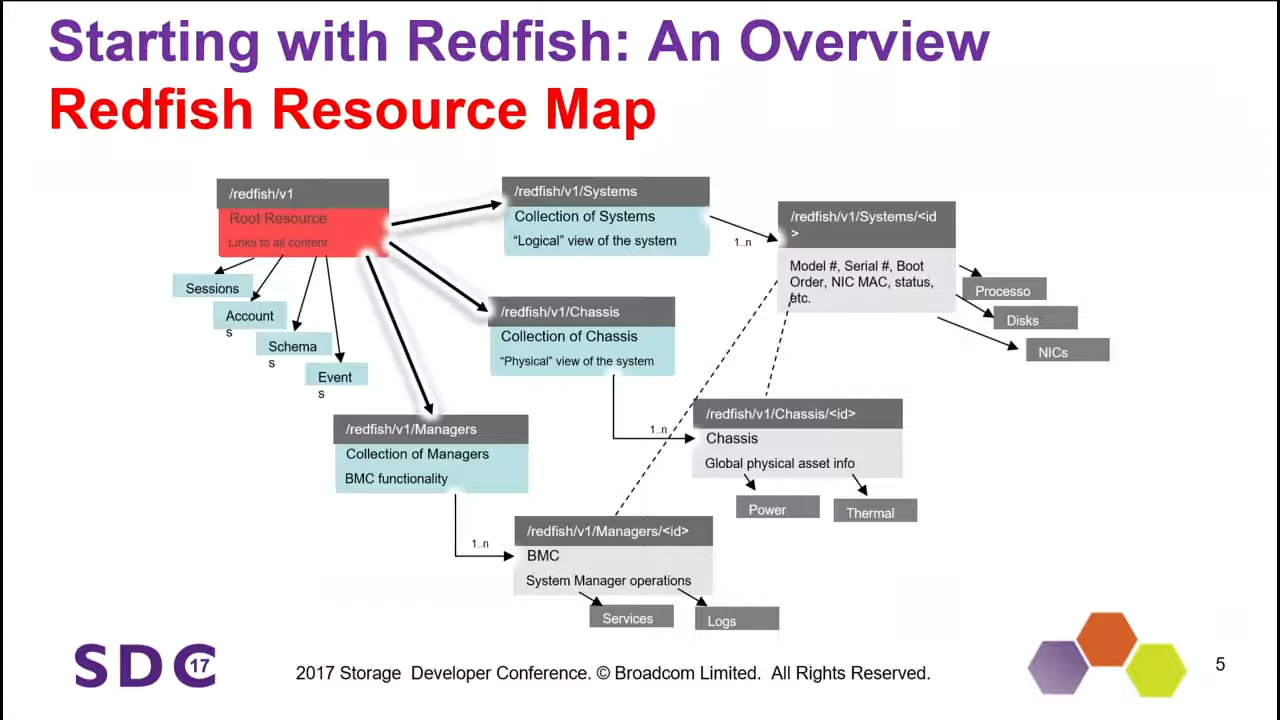 Starting with Redfish: An Overview
Redfish Resource Map
/redfish/v1
Root Resource
Links to all content
Sessions
Account
s
Schema
s
Event
s
/redfish/v1/Systems
Collection of Systems
“Logical” view of the system
1..n
/redfish/v1/Systems/<id
>
Model #, Serial #, Boot
Order, NIC MAC, status,
etc.
Processo
Disks
NICs
/redfish/v1/Chassis
Collection of Chassis
“Physical” view of the system
1..n
/redfish/v1/Chassis/<id>
Chassis
Global physical asset info
Power
Thermal
/redfish/v1/Managers
Collection of Managers
BMC functionality
1..n
/redfish/v1/Managers/<id>
BMC
System Manager operations
Services
Logs
SDC 17
2017 Storage Developer Conference. © Broadcom Limited. All Rights Reserved.
5